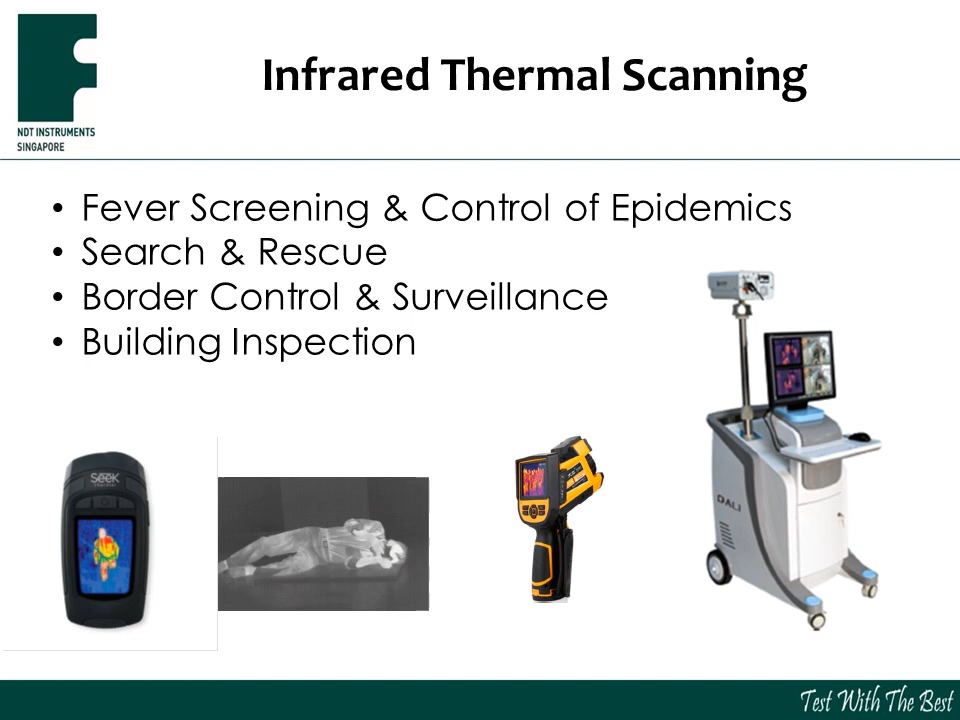 NDT INSTRUMENTS
SINGAPORE
Infrared Thermal Scanning
• Fever Screening & Control of Epidemics
• Search & Rescue
• Border Control & Surveillance
• Building Inspection
Seek
thermal
DALI
Test With The Best